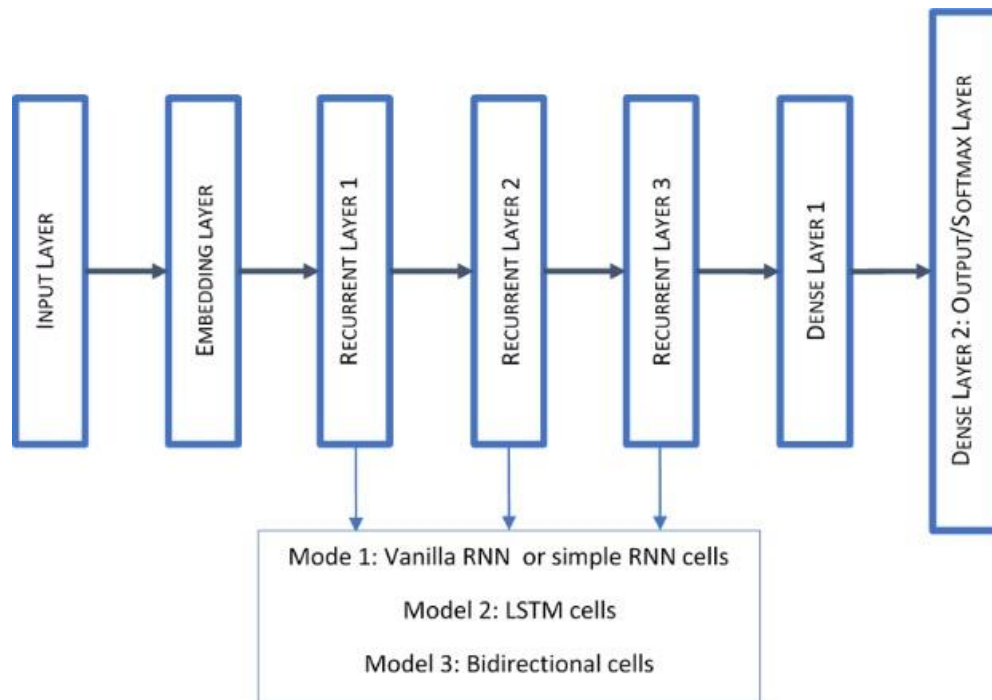 INPUT LAYER
EMBEDDING LAYER
RECURRENT LAYER 1
RECURRENT LAYER 2
RECURRENT LAYER 3
DENSE LAYER 1
DENSE LAYER 2: OUTPUT/SOFTMAX LAYER
Mode 1: Vanilla RNN or simple RNN cells
Model 2: LSTM cells
Model 3: Bidirectional cells